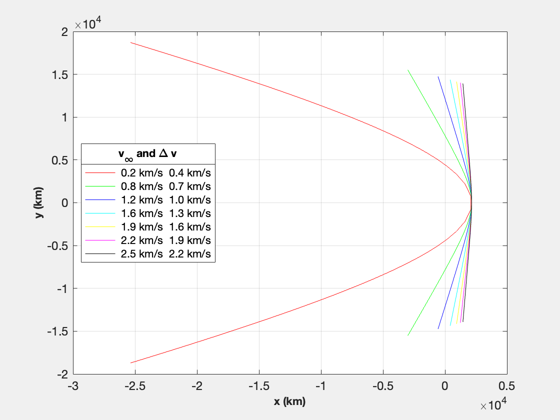 ×10⁴
2
1.5
1
0.5
0
-0.5
-1
-1.5
-2
y (km)
v∞ and Δ v
0.2 km/s 0.4 km/s
0.8 km/s 0.7 km/s
1.2 km/s 1.0 km/s
1.6 km/s 1.3 km/s
1.9 km/s 1.6 km/s
2.2 km/s 1.9 km/s
2.5 km/s 2.2 km/s
-3 -2.5 -2 -1.5 -1 -0.5 0 0.5
x (km)
×10⁴